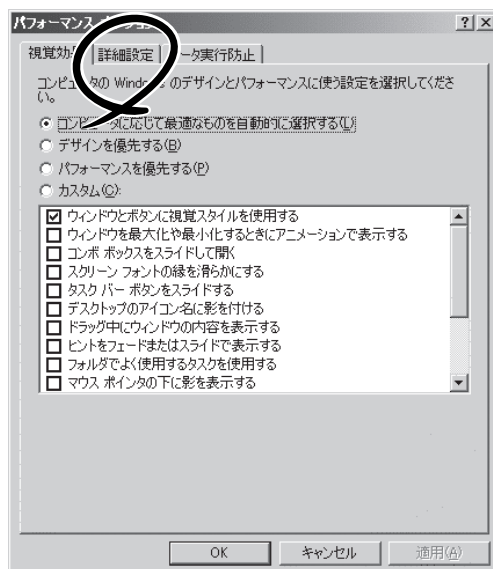 パフォーマンス
視覚効
詳細設定
ータ実行防止
コンピュータの Windows のデザインとパフォーマンスに使う設定を選択してください。
コンピュータに応じて最適なものを自動的に選択する(L)
デザインを優先する(B)
パフォーマンスを優先する(P)
カスタム(C):
ウィンドウとボタンに視覚スタイルを使用する
ウィンドウを最大化や最小化するときにアニメーションで表示する
コンボ ボックスをスライドして開く
スクリーン フォントの縁を滑らかにする
タスク バー ボタンをスライドする
デスクトップのアイコン名に影を付ける
ドラッグ中にウィンドウの内容を表示する
ヒントをフェードまたはスライドで表示する
フォルダでよく使用するタスクを使用する
マウス ポインタの下に影を表示する
OK
キャンセル
適用(A)